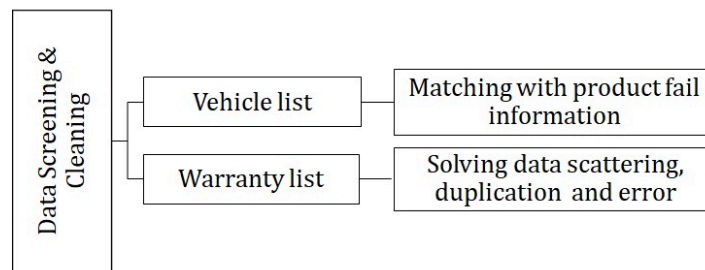 Data Screening &
Cleaning
Vehicle list
Matching with product fail
information
Warranty list
Solving data scattering,
duplication and error